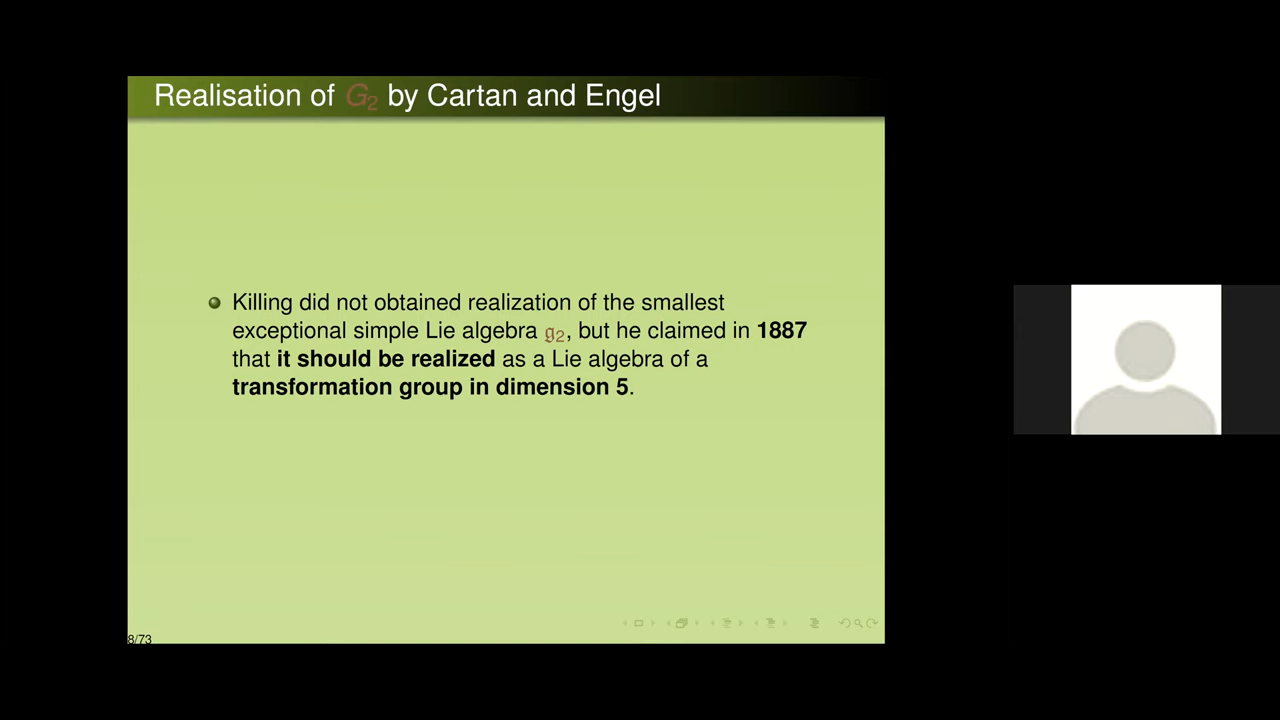 Realisation of G₂ by Cartan and Engel
Killing did not obtained realization of the smallest
exceptional simple Lie algebra 𝔤₂, but he claimed in 1887
that it should be realized as a Lie algebra of a
transformation group in dimension 5.
8/73